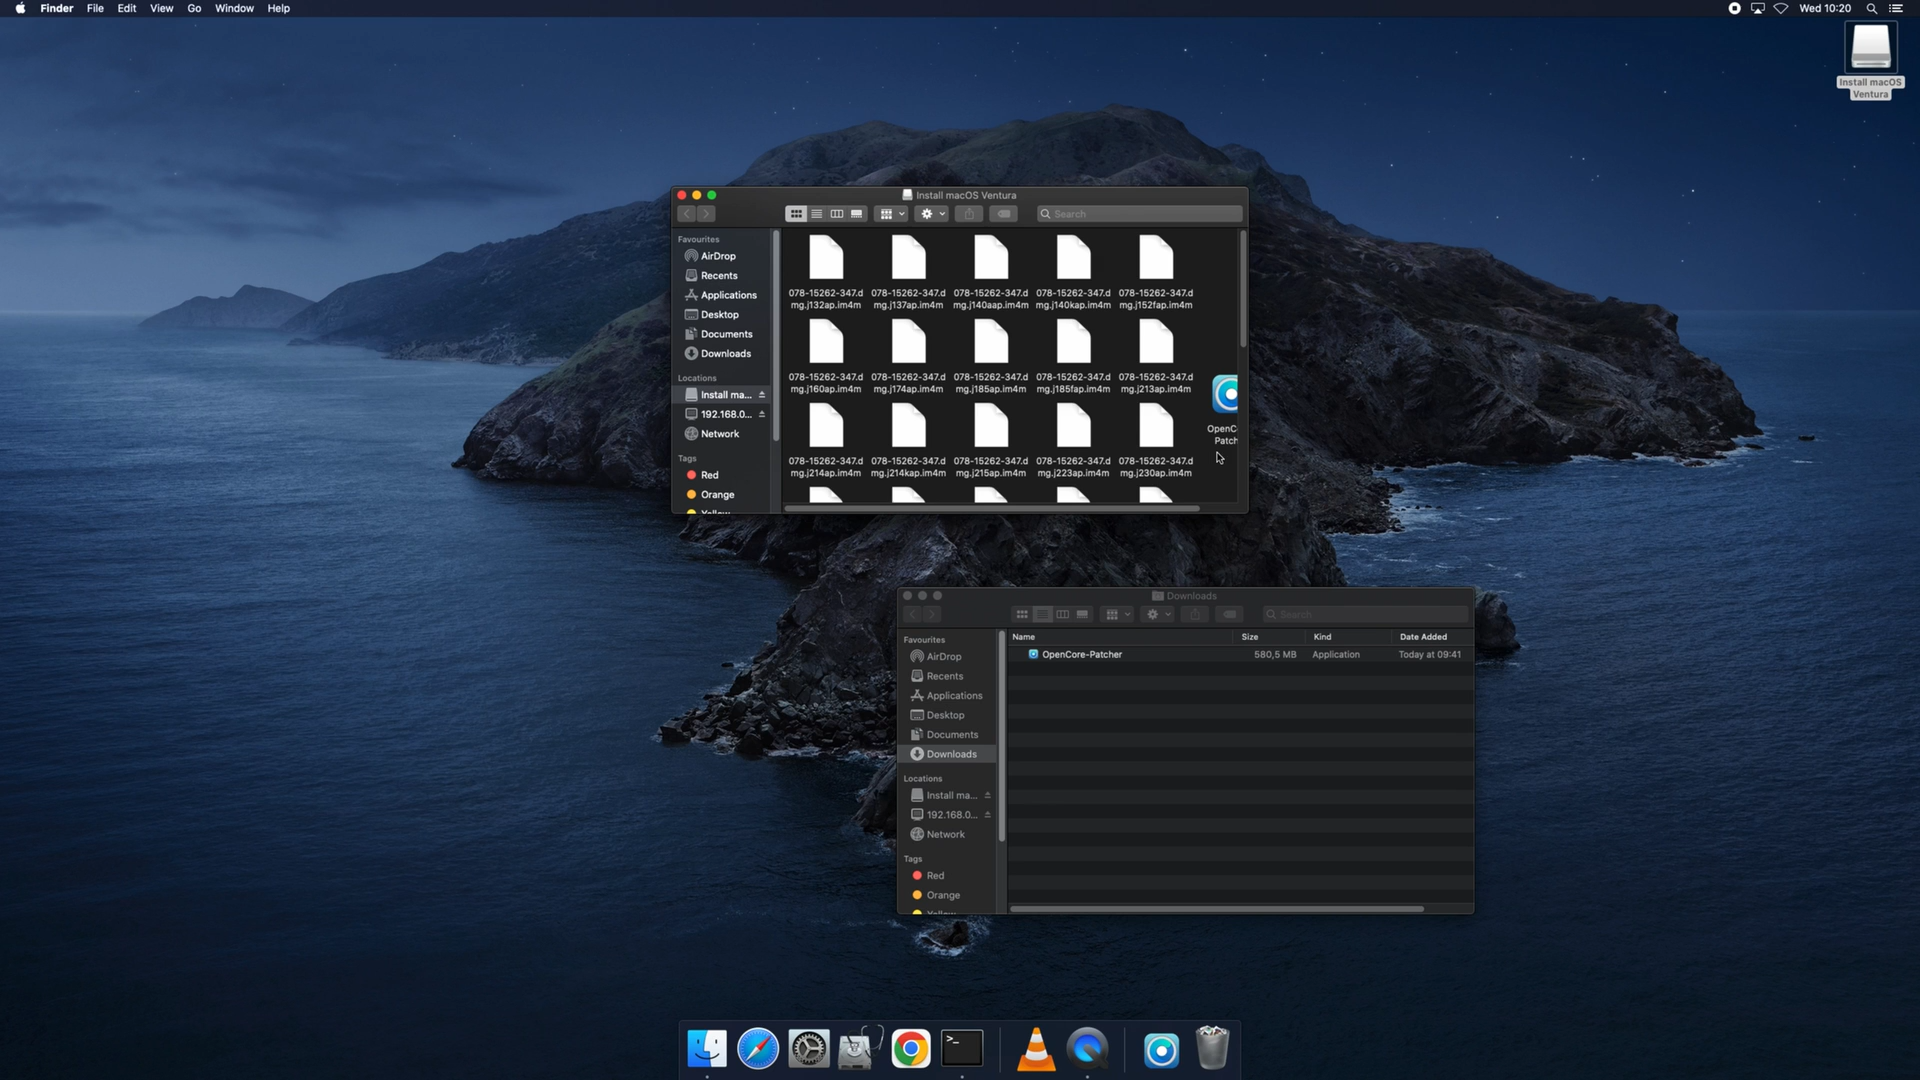 Finder File Edit View Go Window Help
Wed 10:20
Install macOS
Ventura
Install macOS Ventura
Search
Favourites
AirDrop
Recents
Applications
Desktop
Documents
Downloads
Locations
Install ma...
192.168.0...
Network
Tags
Red
Orange
Yellow
078-15262-347.d 078-15262-347.d 078-15262-347.d 078-15262-347.d 078-15262-347.d
mg.j132ap.im4m mg.j137ap.im4m mg.j140aap.im4m mg.j140kap.im4m mg.j152fap.im4m
078-15262-347.d 078-15262-347.d 078-15262-347.d 078-15262-347.d 078-15262-347.d
mg.j160ap.im4m mg.j174ap.im4m mg.j185ap.im4m mg.j185fap.im4m mg.j213ap.im4m
OpenC
Patch
078-15262-347.d 078-15262-347.d 078-15262-347.d 078-15262-347.d 078-15262-347.d
mg.j214ap.im4m mg.j214kap.im4m mg.j215ap.im4m mg.j223ap.im4m mg.j230ap.im4m
Downloads
Search
Favourites
AirDrop
Recents
Applications
Desktop
Documents
Downloads
Locations
Install ma...
192.168.0...
Network
Tags
Red
Orange
Yellow
Name Size Kind Date Added
OpenCore-Patcher 580,5 MB Application Today at 09:41
>_